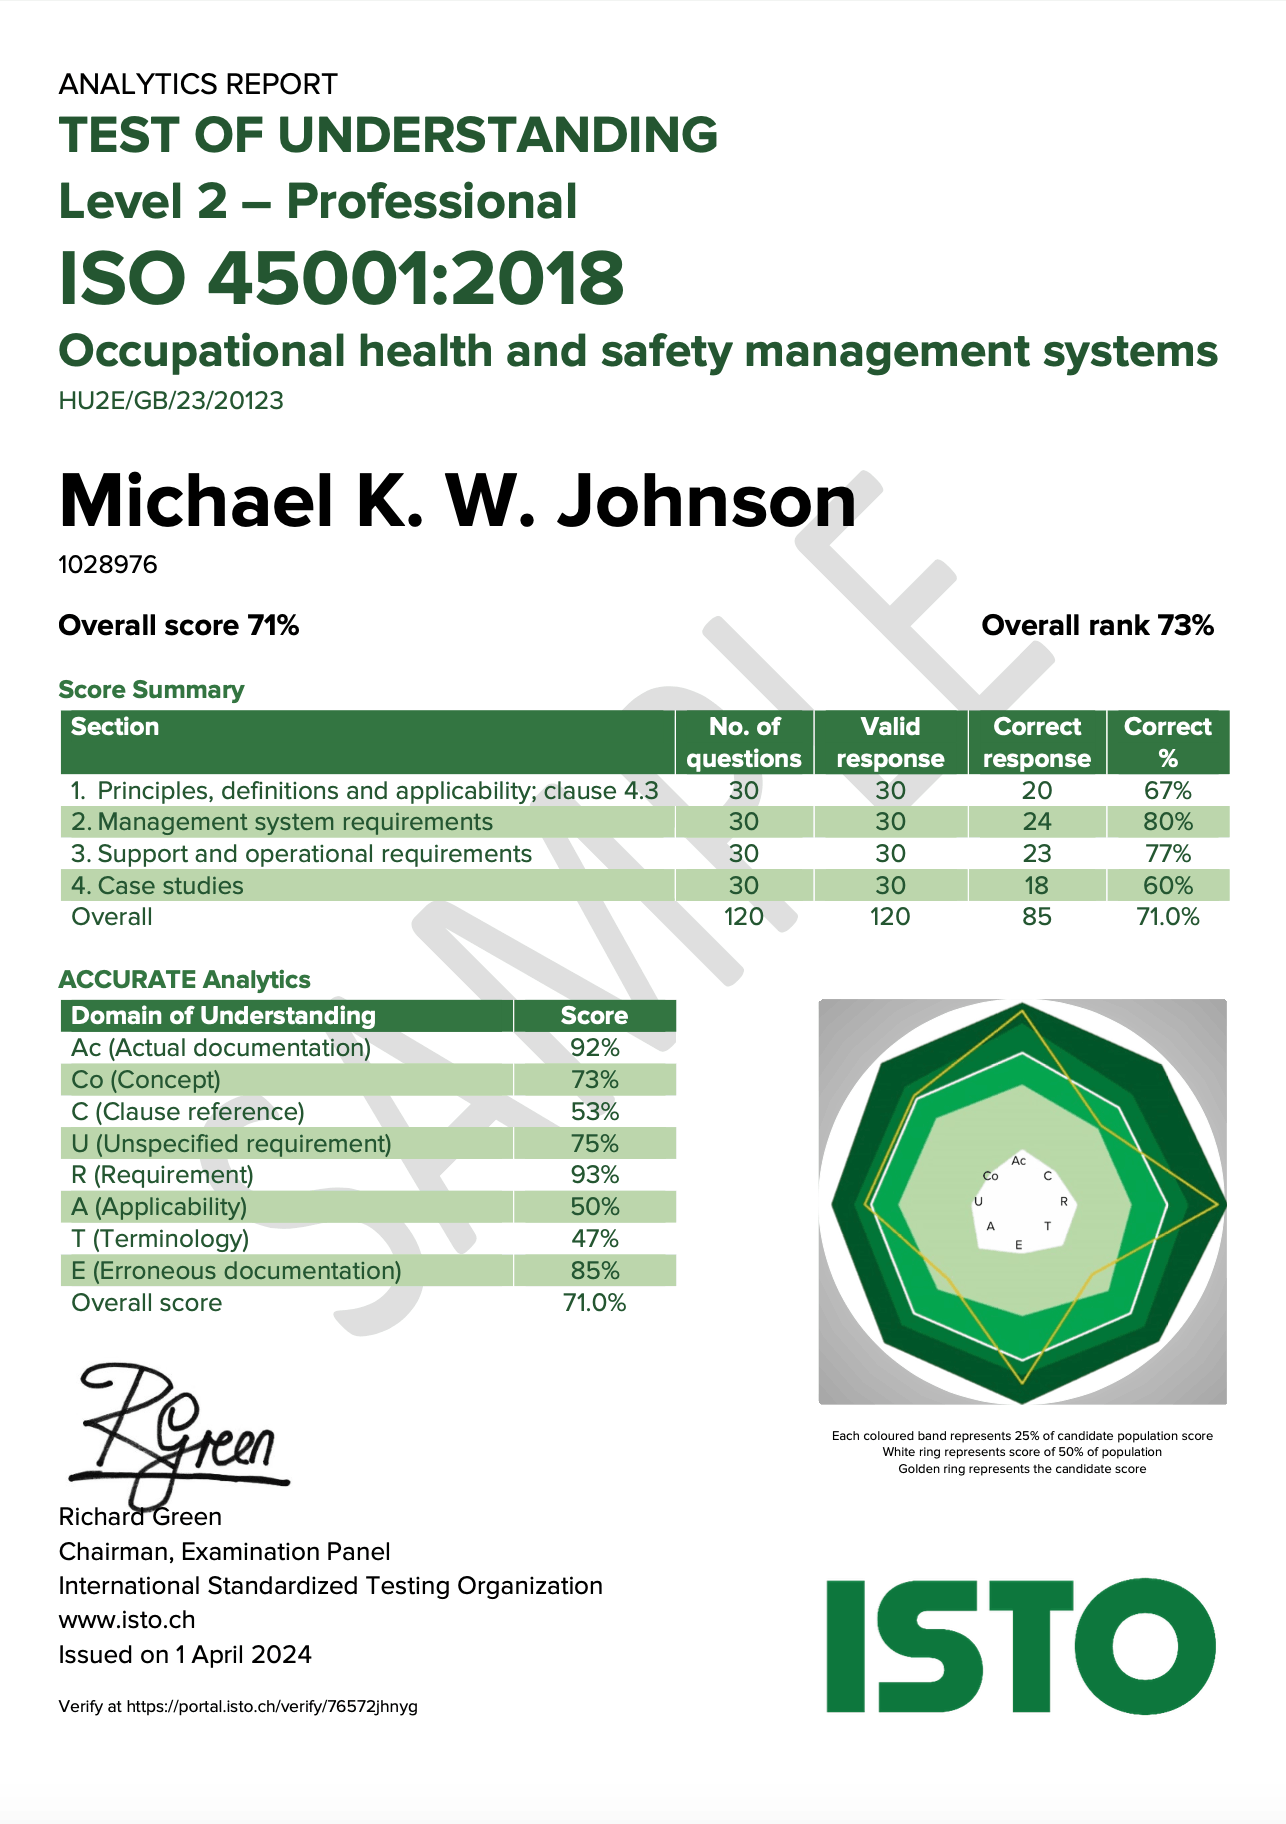 ANALYTICS REPORT
TEST OF UNDERSTANDING
Level 2 – Professional
ISO 45001:2018
Occupational health and safety management systems
HU2E/GB/23/20123
Michael K. W. Johnson
1028976
Overall score 71% Overall rank 73%
Score Summary
Section No. of questions Valid response Correct response Correct %
1. Principles, definitions and applicability; clause 4.3 30 30 20 67%
2. Management system requirements 30 30 24 80%
3. Support and operational requirements 30 30 23 77%
4. Case studies 30 30 18 60%
Overall 120 120 85 71.0%
ACCURATE Analytics
Domain of Understanding Score
Ac (Actual documentation) 92%
Co (Concept) 73%
C (Clause reference) 53%
U (Unspecified requirement) 75%
R (Requirement) 93%
A (Applicability) 50%
T (Terminology) 47%
E (Erroneous documentation) 85%
Overall score 71.0%
Ac
Co C
U R
A T
E
Each coloured band represents 25% of candidate population score
White ring represents score of 50% of population
Golden ring represents the candidate score
RGreen
Richard Green
Chairman, Examination Panel
International Standardized Testing Organization
www.isto.ch
Issued on 1 April 2024
Verify at https://portal.isto.ch/verify/76572jhnyg
ISTO
SAMPLE